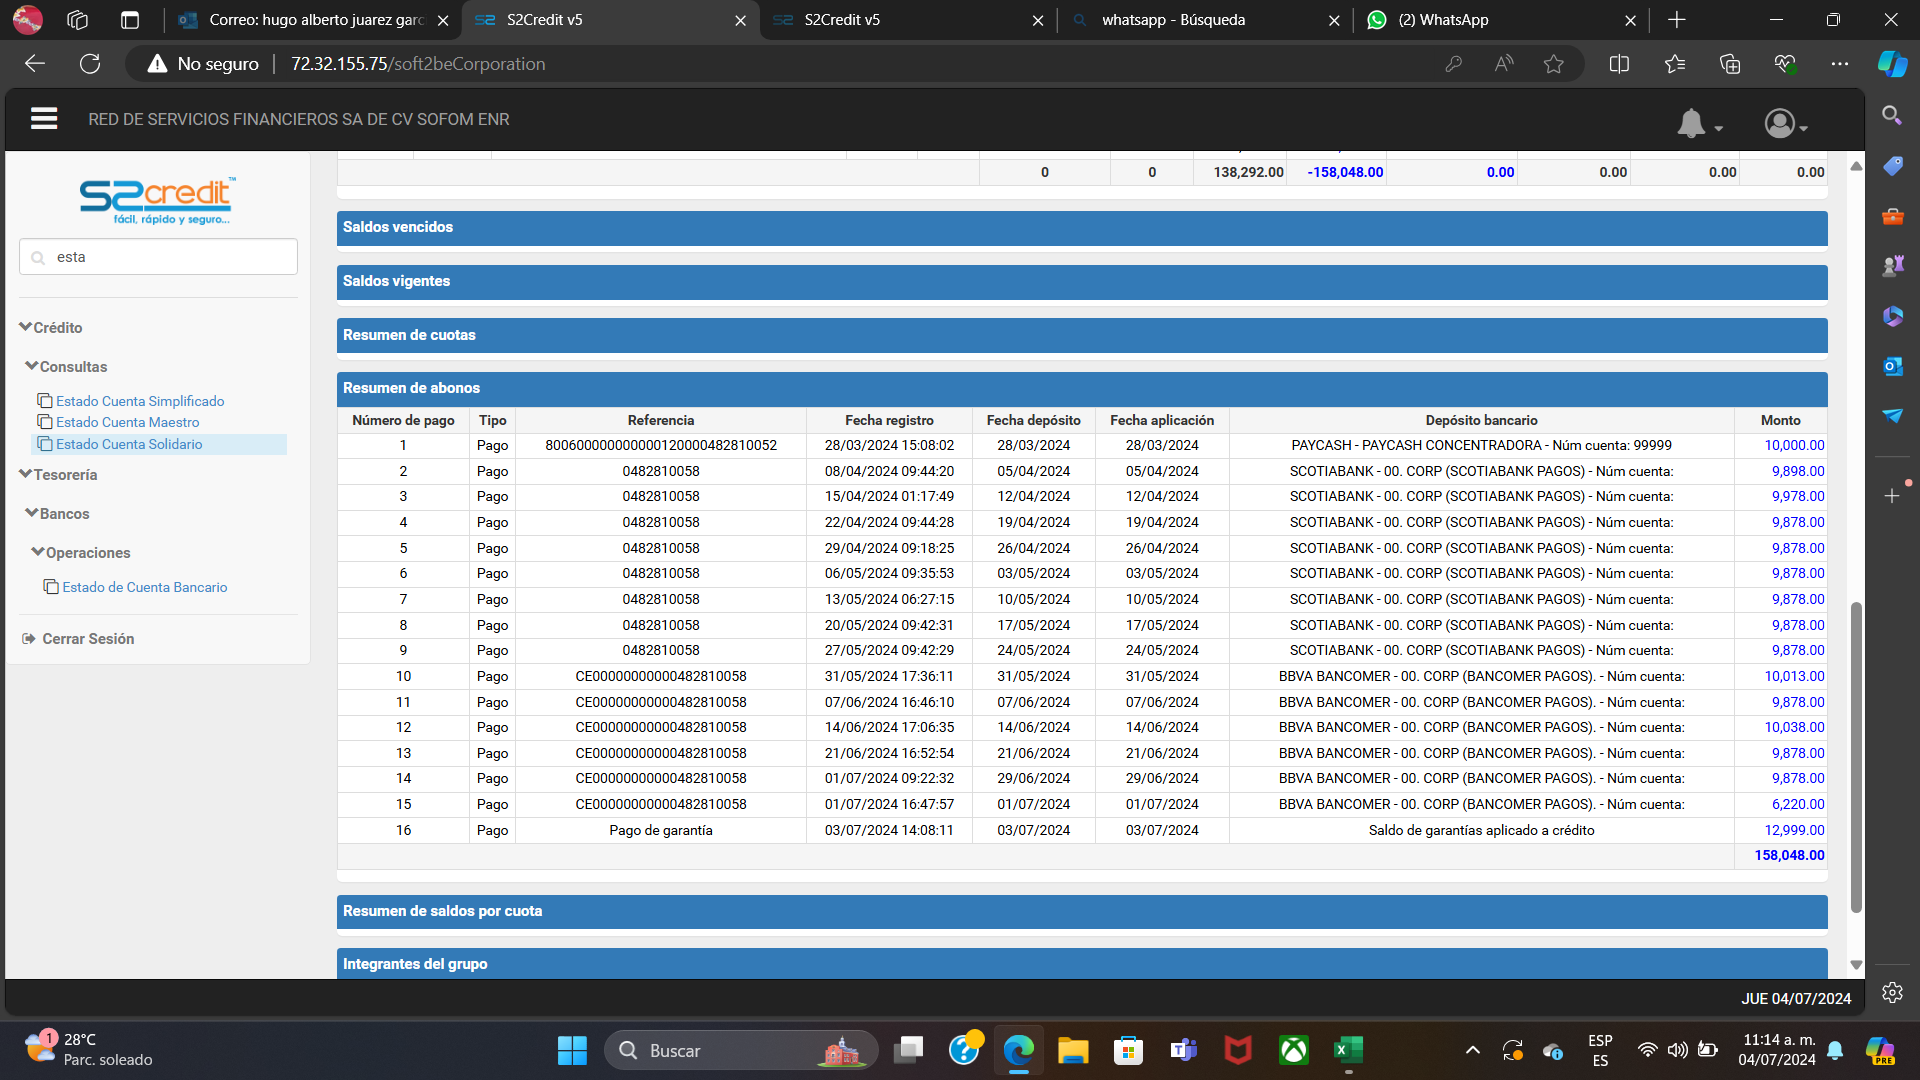 Correo: hugo alberto juarez garc
S2Credit v5
S2Credit v5
whatsapp - Búsqueda
(2) WhatsApp
No seguro
72.32.155.75/soft2beCorporation
RED DE SERVICIOS FINANCIEROS SA DE CV SOFOM ENR
S2credit™
fácil, rápido y seguro...
esta
Crédito
Consultas
Estado Cuenta Simplificado
Estado Cuenta Maestro
Estado Cuenta Solidario
Tesorería
Bancos
Operaciones
Estado de Cuenta Bancario
Cerrar Sesión
0 0 138,292.00 -158,048.00 0.00 0.00 0.00 0.00
Saldos vencidos
Saldos vigentes
Resumen de cuotas
Resumen de abonos
Número de pago Tipo Referencia Fecha registro Fecha depósito Fecha aplicación Depósito bancario Monto
1 Pago 800600000000000120000482810052 28/03/2024 15:08:02 28/03/2024 28/03/2024 PAYCASH - PAYCASH CONCENTRADORA - Núm cuenta: 99999 10,000.00
2 Pago 0482810058 08/04/2024 09:44:20 05/04/2024 05/04/2024 SCOTIABANK - 00. CORP (SCOTIABANK PAGOS) - Núm cuenta: 9,898.00
3 Pago 0482810058 15/04/2024 01:17:49 12/04/2024 12/04/2024 SCOTIABANK - 00. CORP (SCOTIABANK PAGOS) - Núm cuenta: 9,978.00
4 Pago 0482810058 22/04/2024 09:44:28 19/04/2024 19/04/2024 SCOTIABANK - 00. CORP (SCOTIABANK PAGOS) - Núm cuenta: 9,878.00
5 Pago 0482810058 29/04/2024 09:18:25 26/04/2024 26/04/2024 SCOTIABANK - 00. CORP (SCOTIABANK PAGOS) - Núm cuenta: 9,878.00
6 Pago 0482810058 06/05/2024 09:35:53 03/05/2024 03/05/2024 SCOTIABANK - 00. CORP (SCOTIABANK PAGOS) - Núm cuenta: 9,878.00
7 Pago 0482810058 13/05/2024 06:27:15 10/05/2024 10/05/2024 SCOTIABANK - 00. CORP (SCOTIABANK PAGOS) - Núm cuenta: 9,878.00
8 Pago 0482810058 20/05/2024 09:42:31 17/05/2024 17/05/2024 SCOTIABANK - 00. CORP (SCOTIABANK PAGOS) - Núm cuenta: 9,878.00
9 Pago 0482810058 27/05/2024 09:42:29 24/05/2024 24/05/2024 SCOTIABANK - 00. CORP (SCOTIABANK PAGOS) - Núm cuenta: 9,878.00
10 Pago CE00000000000482810058 31/05/2024 17:36:11 31/05/2024 31/05/2024 BBVA BANCOMER - 00. CORP (BANCOMER PAGOS). - Núm cuenta: 10,013.00
11 Pago CE00000000000482810058 07/06/2024 16:46:10 07/06/2024 07/06/2024 BBVA BANCOMER - 00. CORP (BANCOMER PAGOS). - Núm cuenta: 9,878.00
12 Pago CE00000000000482810058 14/06/2024 17:06:35 14/06/2024 14/06/2024 BBVA BANCOMER - 00. CORP (BANCOMER PAGOS). - Núm cuenta: 10,038.00
13 Pago CE00000000000482810058 21/06/2024 16:52:54 21/06/2024 21/06/2024 BBVA BANCOMER - 00. CORP (BANCOMER PAGOS). - Núm cuenta: 9,878.00
14 Pago CE00000000000482810058 01/07/2024 09:22:32 29/06/2024 29/06/2024 BBVA BANCOMER - 00. CORP (BANCOMER PAGOS). - Núm cuenta: 9,878.00
15 Pago CE00000000000482810058 01/07/2024 16:47:57 01/07/2024 01/07/2024 BBVA BANCOMER - 00. CORP (BANCOMER PAGOS). - Núm cuenta: 6,220.00
16 Pago Pago de garantía 03/07/2024 14:08:11 03/07/2024 03/07/2024 Saldo de garantías aplicado a crédito 12,999.00
158,048.00
Resumen de saldos por cuota
Integrantes del grupo
JUE 04/07/2024
1
28°C
Parc. soleado
Buscar
ESP
ES
11:14 a. m.
04/07/2024
PRE